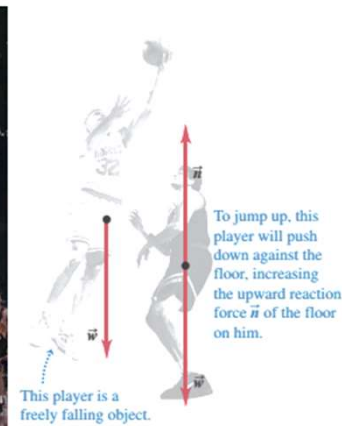 32
n
To jump up, this
player will push
down against the
floor, increasing
the upward reaction
force n of the floor
on him.
w
w
This player is a
freely falling object.